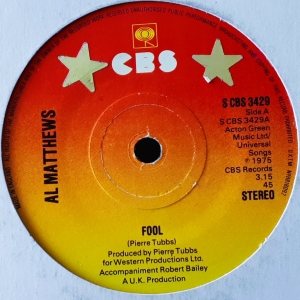 CBS
AL MATTHEWS
S CBS 3429
Side A
S CBS 3429A
Acton Green
Music Ltd/
Universal
Songs
℗ 1975
CBS Records
3.15
45
STEREO
FOOL
(Pierre Tubbs)
Produced by Pierre Tubbs
for Western Productions Ltd.
Accompaniment Robert Bailey
A U.K. Production